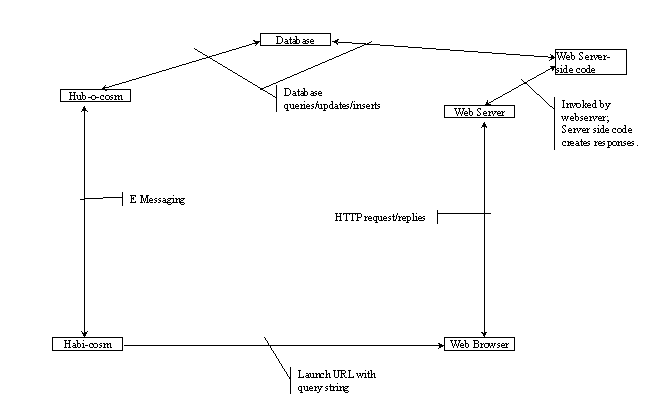 Database
Web Server-
side code
Hub-o-cosm
Database
queries/updates/inserts
Web Server
Invoked by
webserver;
Server side code
creates responses.
E Messaging
HTTP request/replies
Habi-cosm
Web Browser
Launch URL with
query string